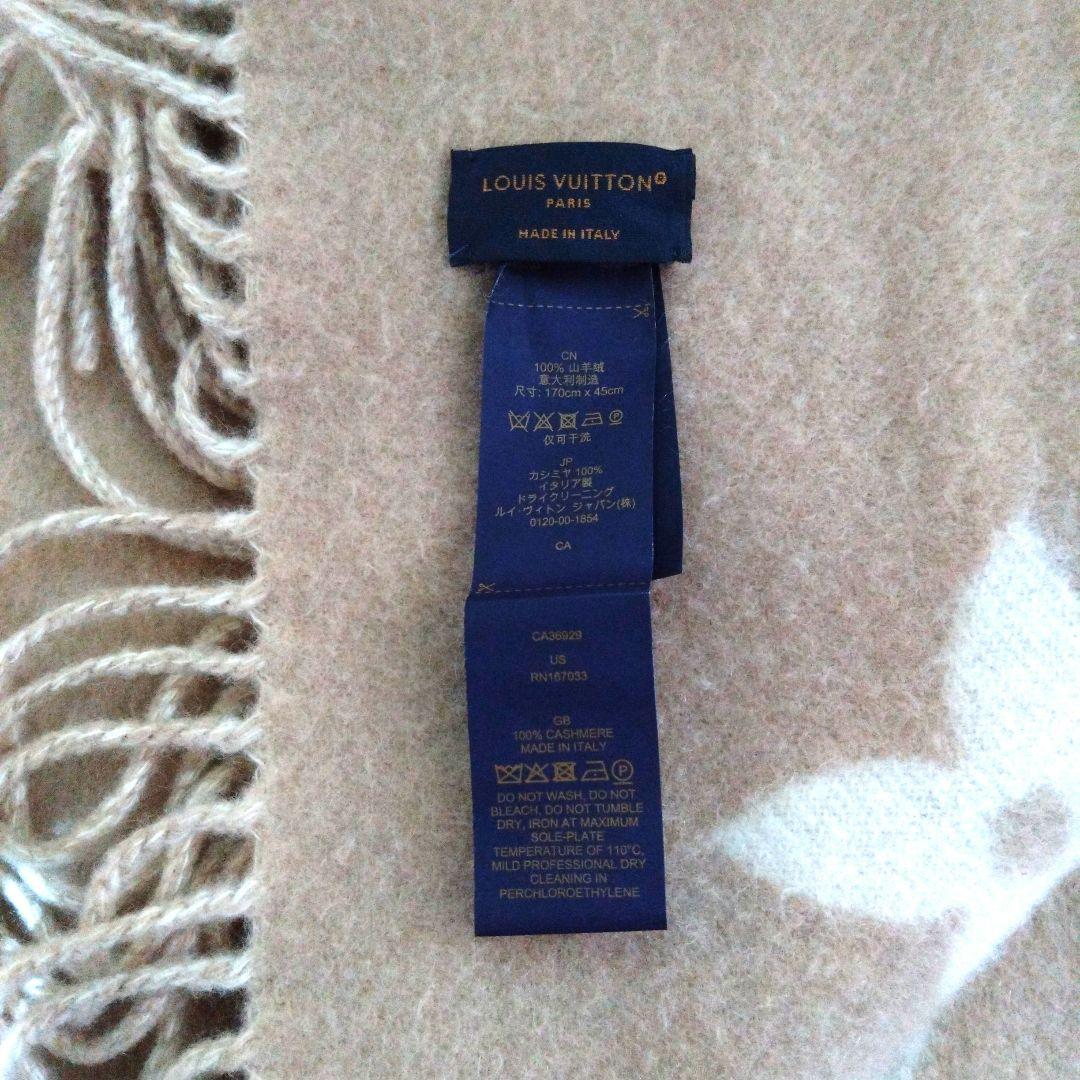 LOUIS VUITTON®
PARIS
MADE IN ITALY
CN
100% 山羊绒
意大利制造
尺寸: 170cm x 45cm
仅可干洗
JP
カシミヤ 100%
イタリア製
ドライクリーニング
ルイ·ヴィトン ジャパン(株)
0120-00-1854
CA
CA36929
US
RN167033
GB
100% CASHMERE
MADE IN ITALY
DO NOT WASH, DO NOT
BLEACH, DO NOT TUMBLE
DRY, IRON AT MAXIMUM
SOLE-PLATE
TEMPERATURE OF 110°C,
MILD PROFESSIONAL DRY
CLEANING IN
PERCHLOROETHYLENE